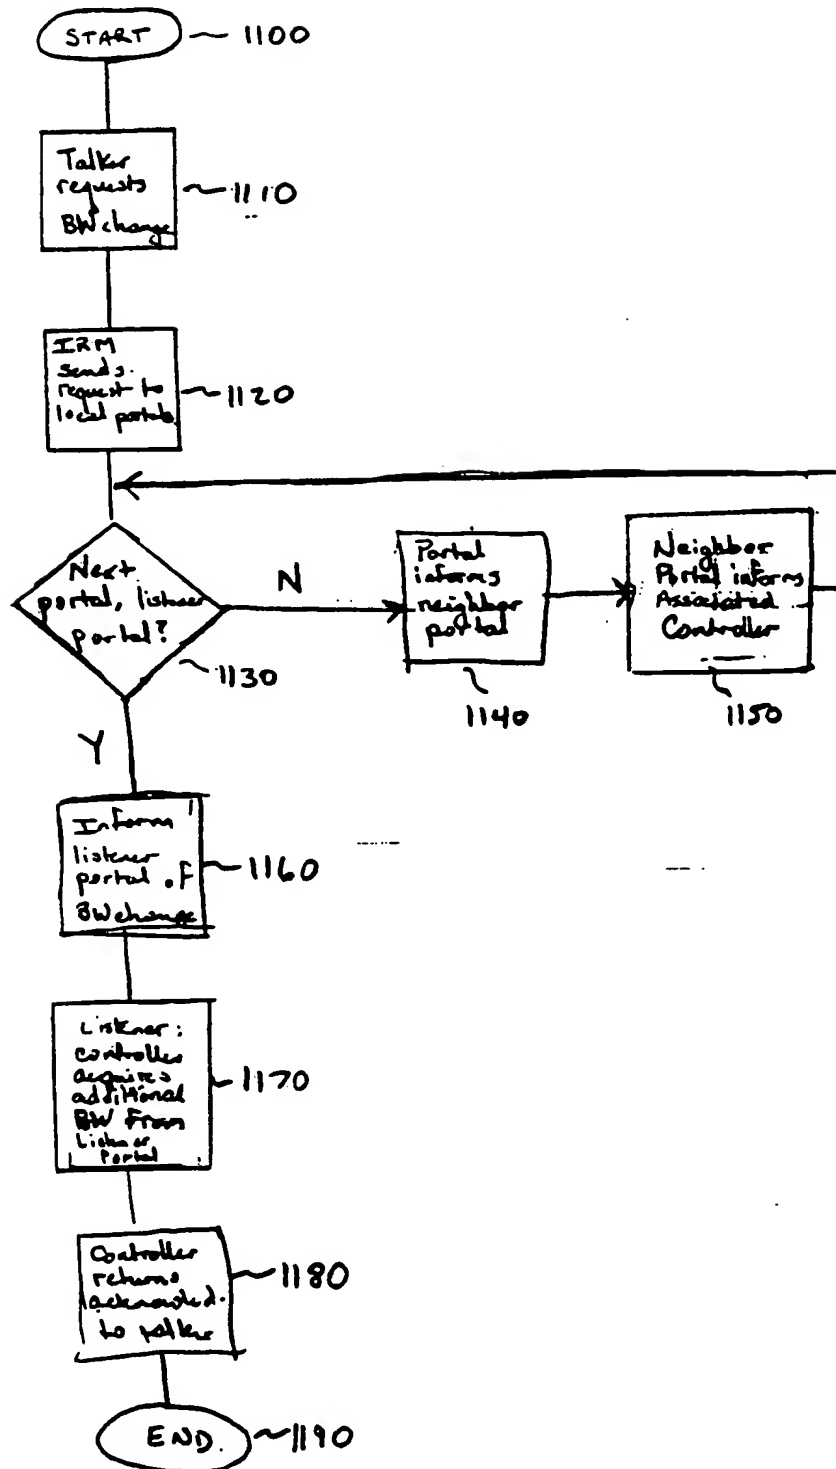 START
1100
Talker
requests
BW change
1110
IRM
sends
request to
local portals
1120
Next
portal, listener
portal?
1130
N
Portal
informs
neighbor
portal
1140
Neighbor
Portal informs
Associated
Controller
1150
Y
Inform
listener
portal of
BW change
1160
Listener:
controller
acquires
additional
BW From
Listener
Portal
1170
Controller
returns
acknowled.
to talker
1180
END.
1190